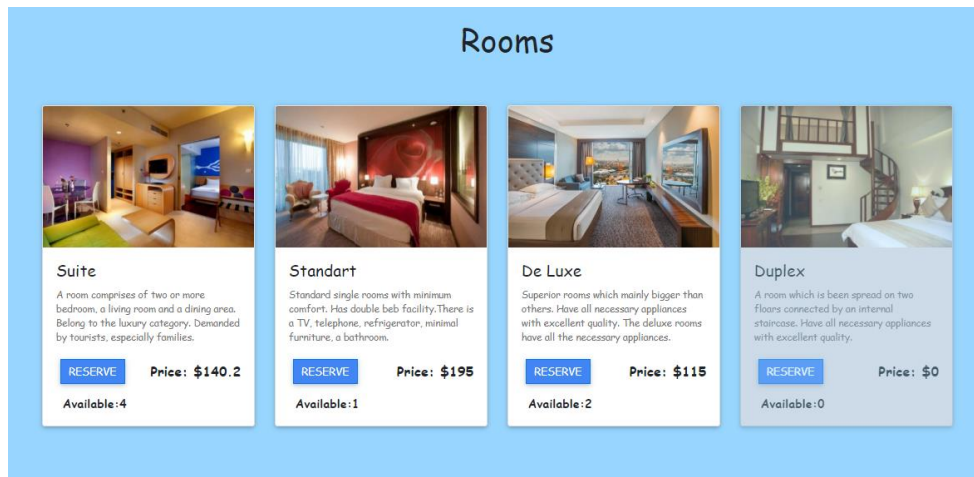 Rooms
Suite
A room comprises of two or more
bedroom, a living room and a dining area.
Belong to the luxury category. Demanded
by tourists, especially families.
RESERVE
Price: $140.2
Available:4
Standart
Standard single rooms with minimum
comfort. Has double beb facility.There is
a TV, telephone, refrigerator, minimal
furniture, a bathroom.
RESERVE
Price: $195
Available:1
De Luxe
Superior rooms which mainly bigger than
others. Have all necessary appliances
with excellent quality. The deluxe rooms
have all the necessary appliances.
RESERVE
Price: $115
Available:2
Duplex
A room which is been spread on two
floars connected by an internal
staircase. Have all necessary appliances
with excellent quality.
RESERVE
Price: $0
Available:0